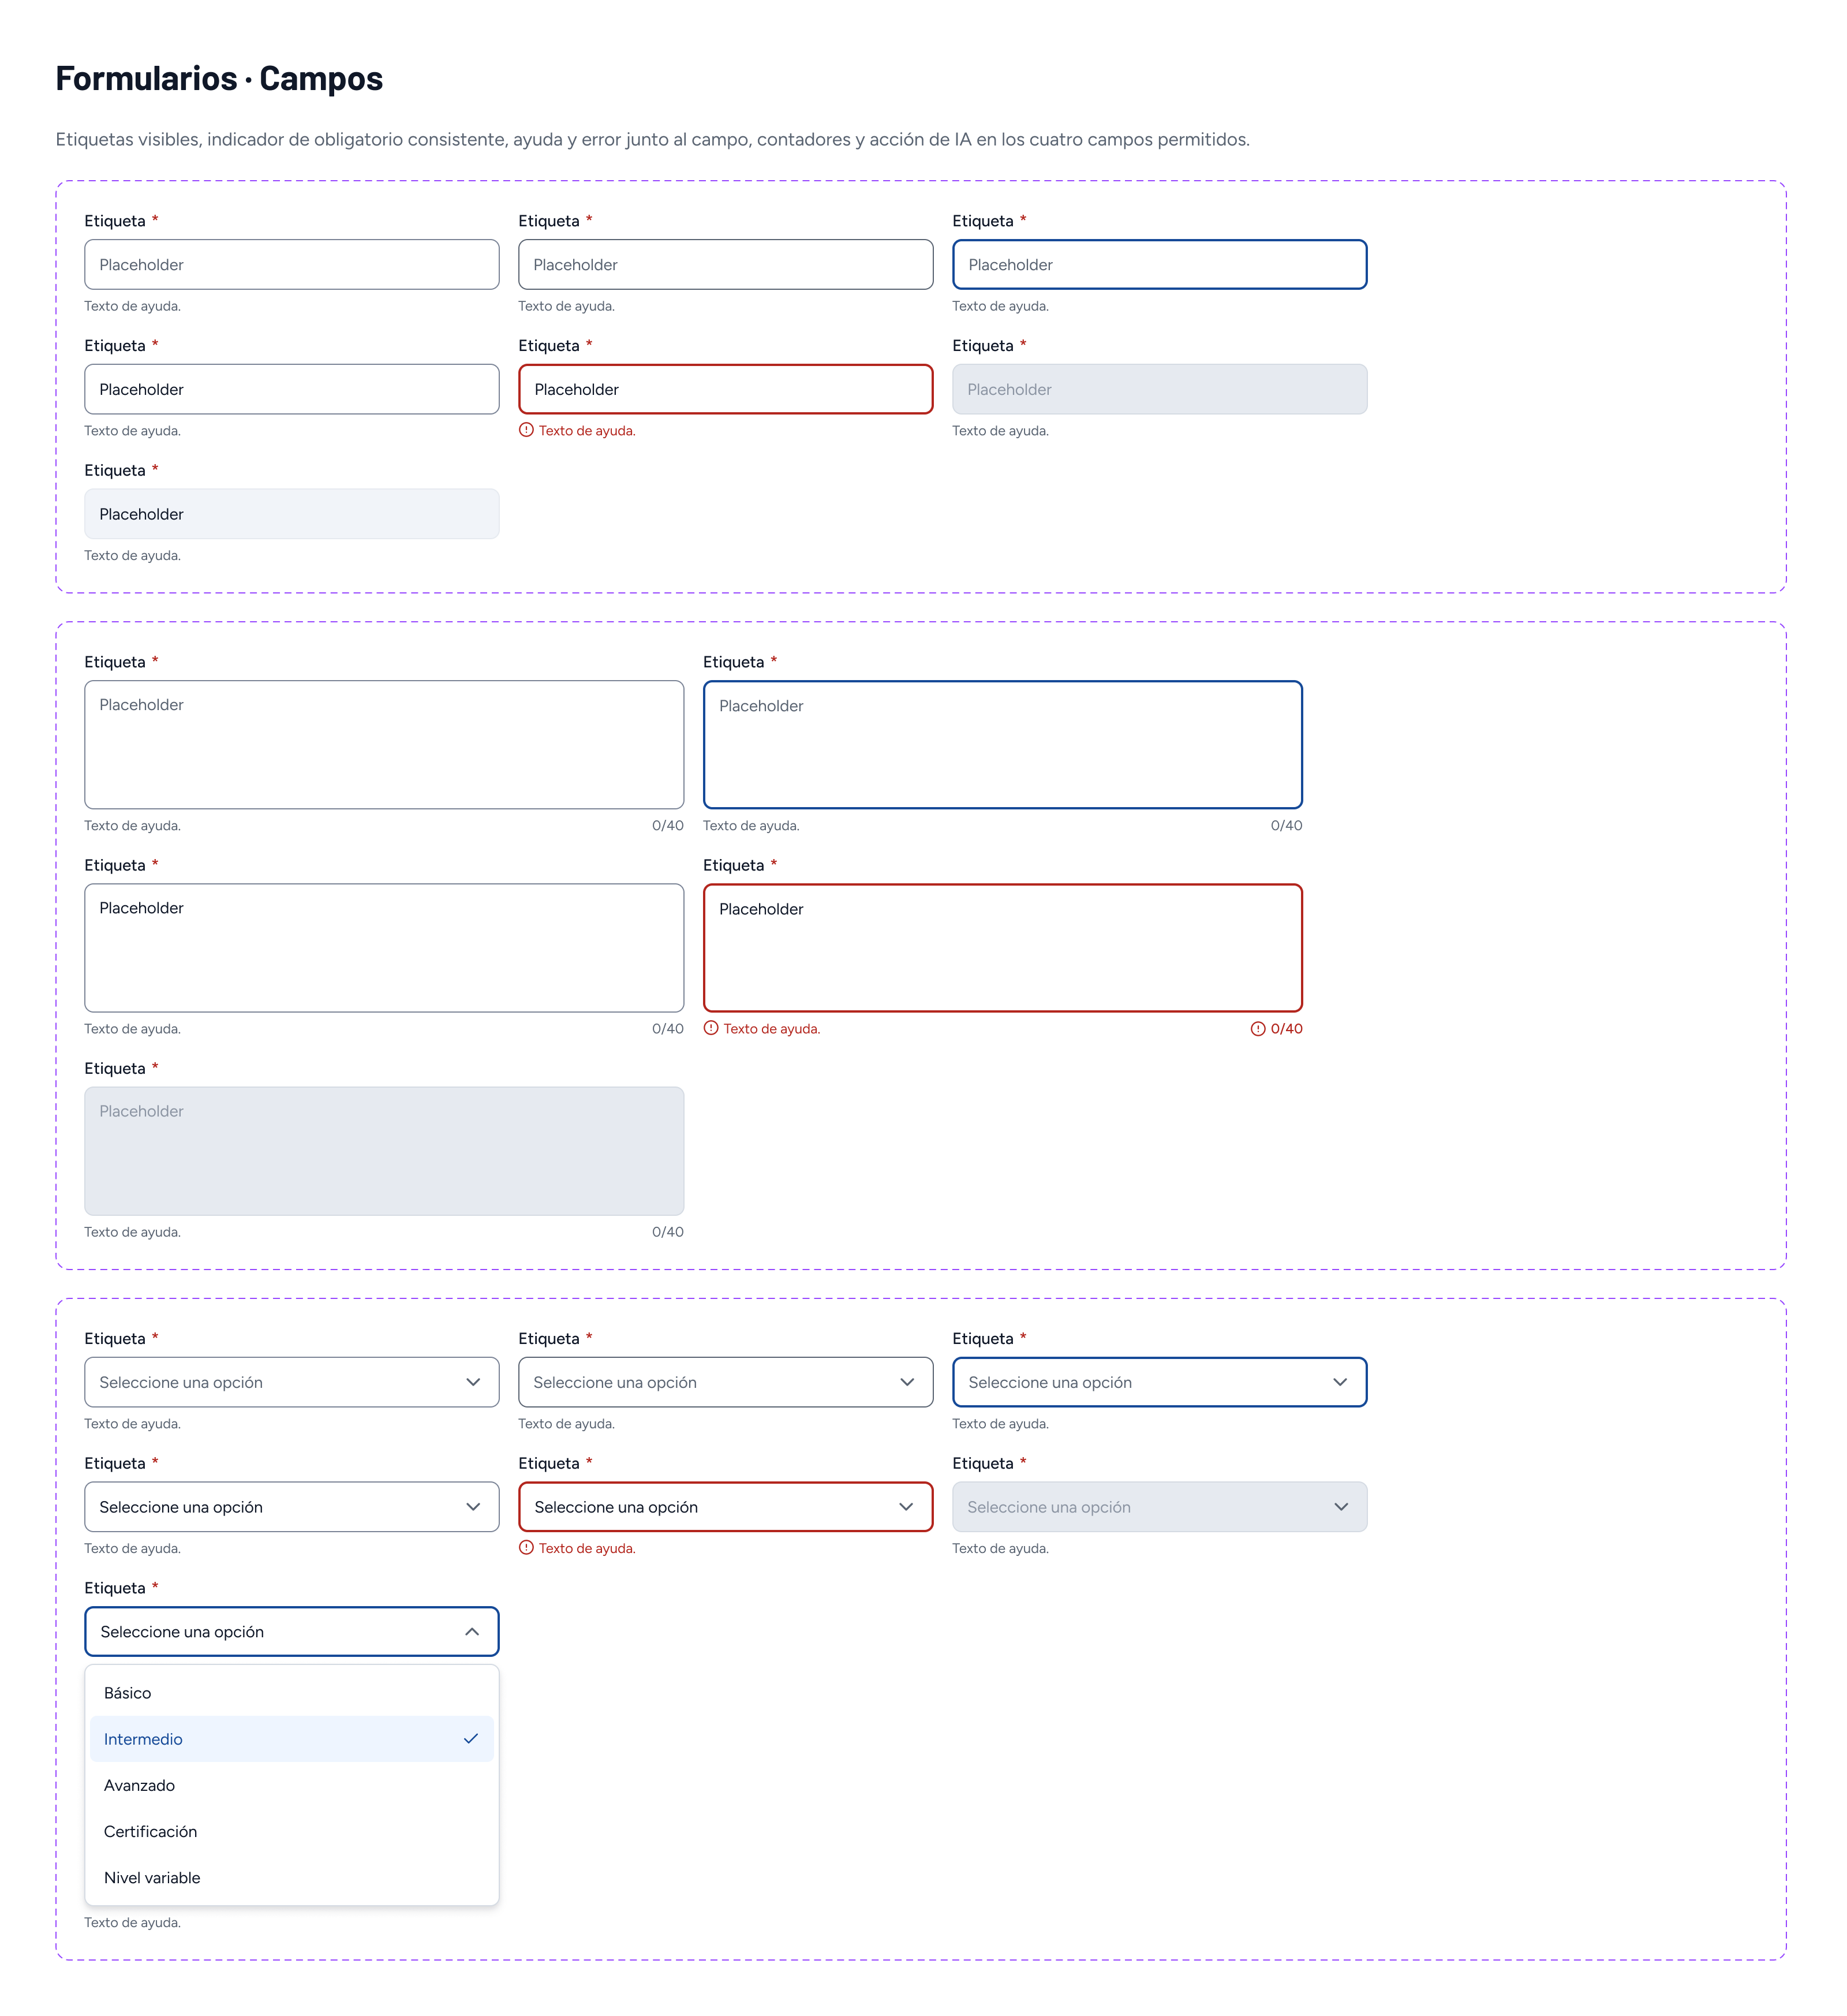 Formularios · Campos
Etiquetas visibles, indicador de obligatorio consistente, ayuda y error junto al campo, contadores y acción de IA en los cuatro campos permitidos.
Etiqueta * Etiqueta * Etiqueta *
Placeholder Placeholder Placeholder
Texto de ayuda. Texto de ayuda. Texto de ayuda.
Etiqueta * Etiqueta * Etiqueta *
Placeholder Placeholder Placeholder
Texto de ayuda. Texto de ayuda. Texto de ayuda.
Etiqueta *
Placeholder
Texto de ayuda.
Etiqueta * Etiqueta *
Placeholder Placeholder
Texto de ayuda. 0/40 Texto de ayuda. 0/40
Etiqueta * Etiqueta *
Placeholder Placeholder
Texto de ayuda. 0/40 Texto de ayuda. 0/40
Etiqueta *
Placeholder
Texto de ayuda. 0/40
Etiqueta * Etiqueta * Etiqueta *
Seleccione una opción Seleccione una opción Seleccione una opción
Texto de ayuda. Texto de ayuda. Texto de ayuda.
Etiqueta * Etiqueta * Etiqueta *
Seleccione una opción Seleccione una opción Seleccione una opción
Texto de ayuda. Texto de ayuda. Texto de ayuda.
Etiqueta *
Seleccione una opción
Básico
Intermedio
Avanzado
Certificación
Nivel variable
Texto de ayuda.